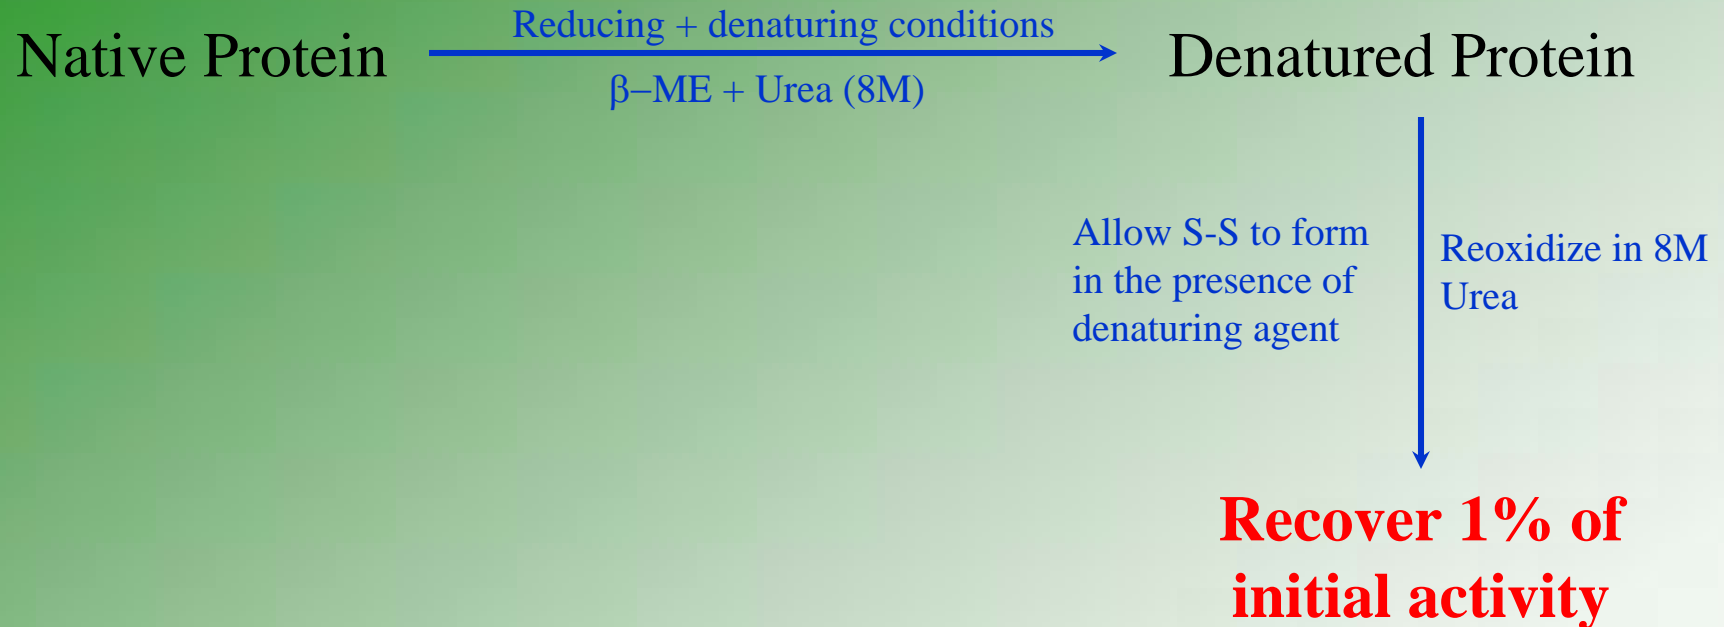 Native Protein
Reducing + denaturing conditions
β−ME + Urea (8M)
Denatured Protein
Allow S-S to form
in the presence of
denaturing agent
Reoxidize in 8M
Urea
Recover 1% of
initial activity